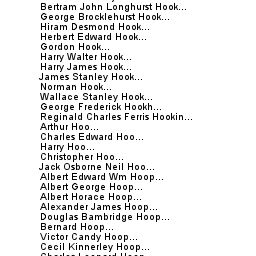 Bertram John Longhurst Hook...
George Brocklehurst Hook...
Hiram Desmond Hook...
Herbert Edward Hook...
Gordon Hook...
Harry Walter Hook...
Harry James Hook...
James Stanley Hook...
Norman Hook...
Wallace Stanley Hook...
George Frederick Hookh...
Reginald Charles Ferris Hookin...
Arthur Hoo...
Charles Edward Hoo...
Harry Hoo...
Christopher Hoo...
Jack Osborne Neil Hoo...
Albert Edward Wm Hoop...
Albert George Hoop...
Albert Horace Hoop...
Alexander James Hoop...
Douglas Bambridge Hoop...
Bernard Hoop...
Victor Candy Hoop...
Cecil Kinnerley Hoop...
Charles Leonard Hoop